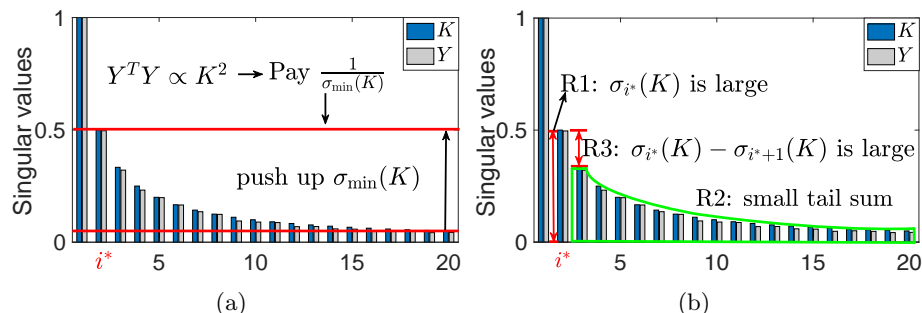 1
K
Y
Y^T Y ∝ K^2 → Pay 1/σ_min(K)
0.5
push up σ_min(K)
Singular values
0
i* 5 10 15 20
(a)
1
K
Y
R1: σ_{i*}(K) is large
0.5
R3: σ_{i*}(K) − σ_{i*+1}(K) is large
R2: small tail sum
Singular values
0
i* 5 10 15 20
(b)